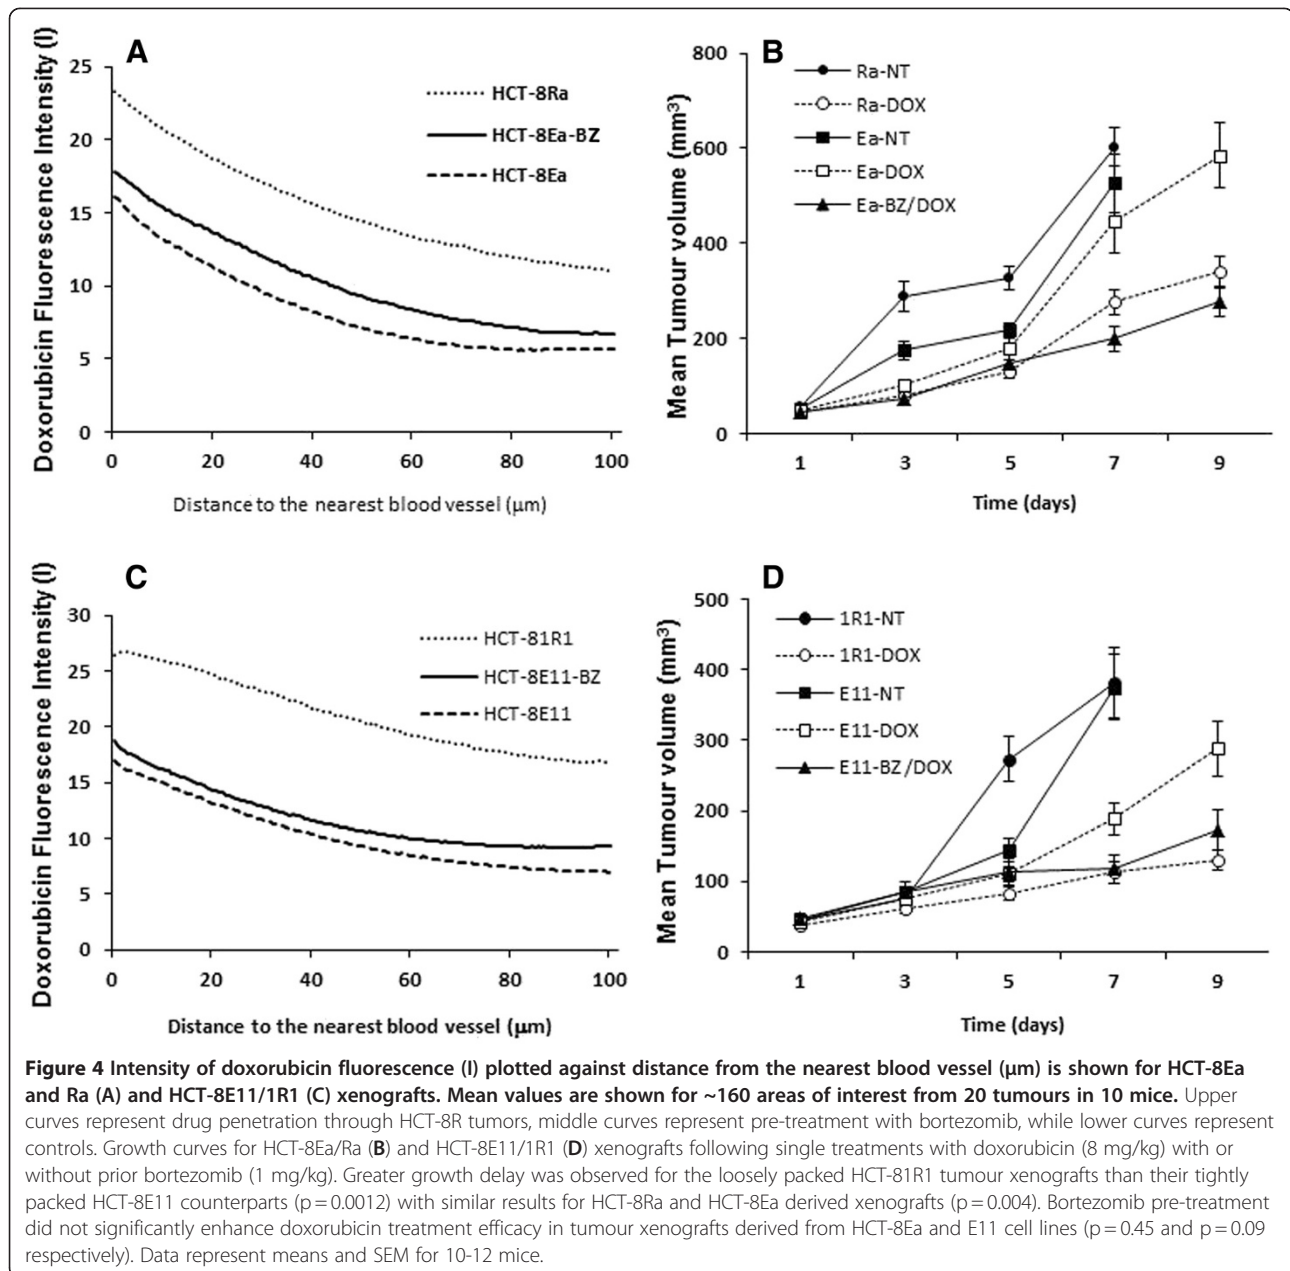 A
Doxorubicin Fluorescence Intensity (I)
25
20
15
10
5
0
0 20 40 60 80 100
Distance to the nearest blood vessel (µm)
HCT-8Ra
HCT-8Ea-BZ
HCT-8Ea
B
Mean Tumour volume (mm³)
800
600
400
200
0
1 3 5 7 9
Time (days)
Ra-NT
Ra-DOX
Ea-NT
Ea-DOX
Ea-BZ/DOX
C
Doxorubicin Fluorescence Intensity (I)
30
25
20
15
10
5
0
0 20 40 60 80 100
Distance to the nearest blood vessel (µm)
HCT-81R1
HCT-8E11-BZ
HCT-8E11
D
Mean Tumour volume (mm³)
500
400
300
200
100
0
1 3 5 7 9
Time (days)
1R1-NT
1R1-DOX
E11-NT
E11-DOX
E11-BZ/DOX
Figure 4 Intensity of doxorubicin fluorescence (I) plotted against distance from the nearest blood vessel (µm) is shown for HCT-8Ea
and Ra (A) and HCT-8E11/1R1 (C) xenografts. Mean values are shown for ~160 areas of interest from 20 tumours in 10 mice. Upper
curves represent drug penetration through HCT-8R tumors, middle curves represent pre-treatment with bortezomib, while lower curves represent
controls. Growth curves for HCT-8Ea/Ra (B) and HCT-8E11/1R1 (D) xenografts following single treatments with doxorubicin (8 mg/kg) with or
without prior bortezomib (1 mg/kg). Greater growth delay was observed for the loosely packed HCT-81R1 tumour xenografts than their tightly
packed HCT-8E11 counterparts (p = 0.0012) with similar results for HCT-8Ra and HCT-8Ea derived xenografts (p = 0.004). Bortezomib pre-treatment
did not significantly enhance doxorubicin treatment efficacy in tumour xenografts derived from HCT-8Ea and E11 cell lines (p = 0.45 and p = 0.09
respectively). Data represent means and SEM for 10-12 mice.